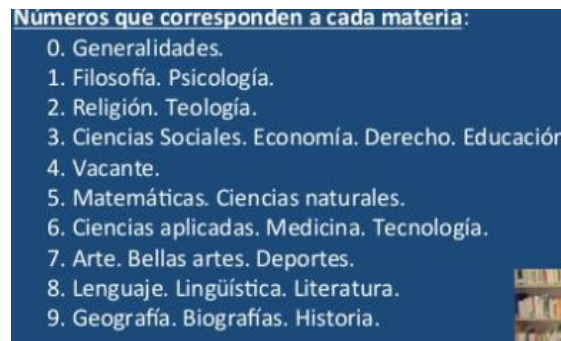 Números que corresponden a cada materia:
0. Generalidades.
1. Filosofía. Psicología.
2. Religión. Teología.
3. Ciencias Sociales. Economía. Derecho. Educación
4. Vacante.
5. Matemáticas. Ciencias naturales.
6. Ciencias aplicadas. Medicina. Tecnología.
7. Arte. Bellas artes. Deportes.
8. Lenguaje. Lingüística. Literatura.
9. Geografía. Biografías. Historia.